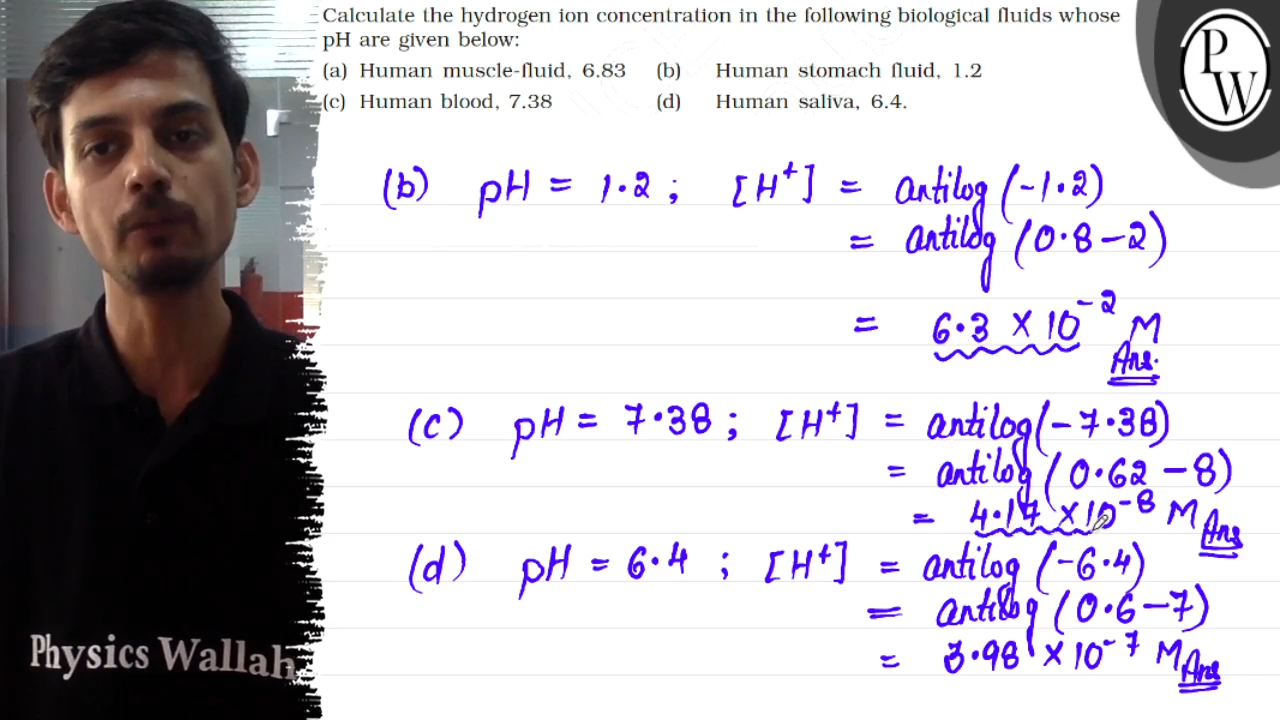 Calculate the hydrogen ion concentration in the following biological fluids whose
pH are given below:
(a) Human muscle-fluid, 6.83 (b) Human stomach fluid, 1.2
(c) Human blood, 7.38 (d) Human saliva, 6.4.
PW
(b) pH = 1.2 ; [H⁺] = antilog (-1.2)
= antilog (0.8-2)
= 6.3 × 10⁻² M
Ans.
(c) pH = 7.38 ; [H⁺] = antilog (-7.38)
= antilog (0.62 - 8)
= 4.17 × 10⁻⁸ M Ans
(d) pH = 6.4 ; [H⁺] = antilog (-6.4)
= antilog (0.6-7)
= 3.98 × 10⁻⁷ M Ans
Physics Wallah